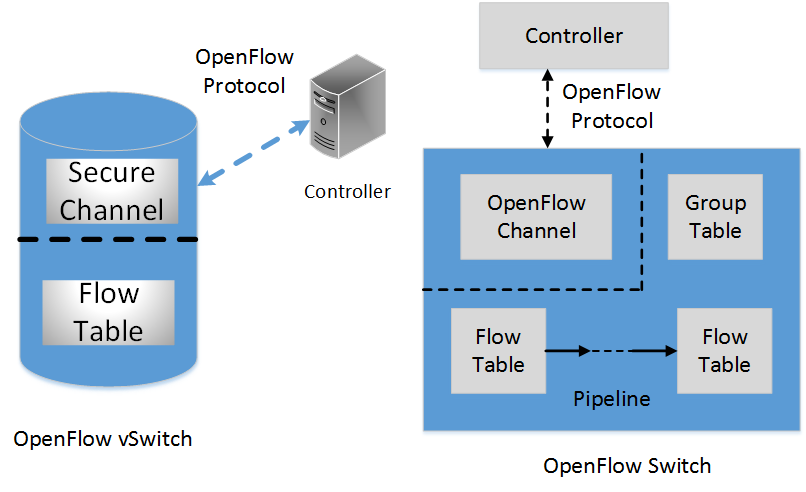 OpenFlow
Protocol
Controller
Secure
Channel
Flow
Table
OpenFlow vSwitch
Controller
OpenFlow
Protocol
OpenFlow
Channel
Group
Table
Flow
Table
Flow
Table
Pipeline
OpenFlow Switch